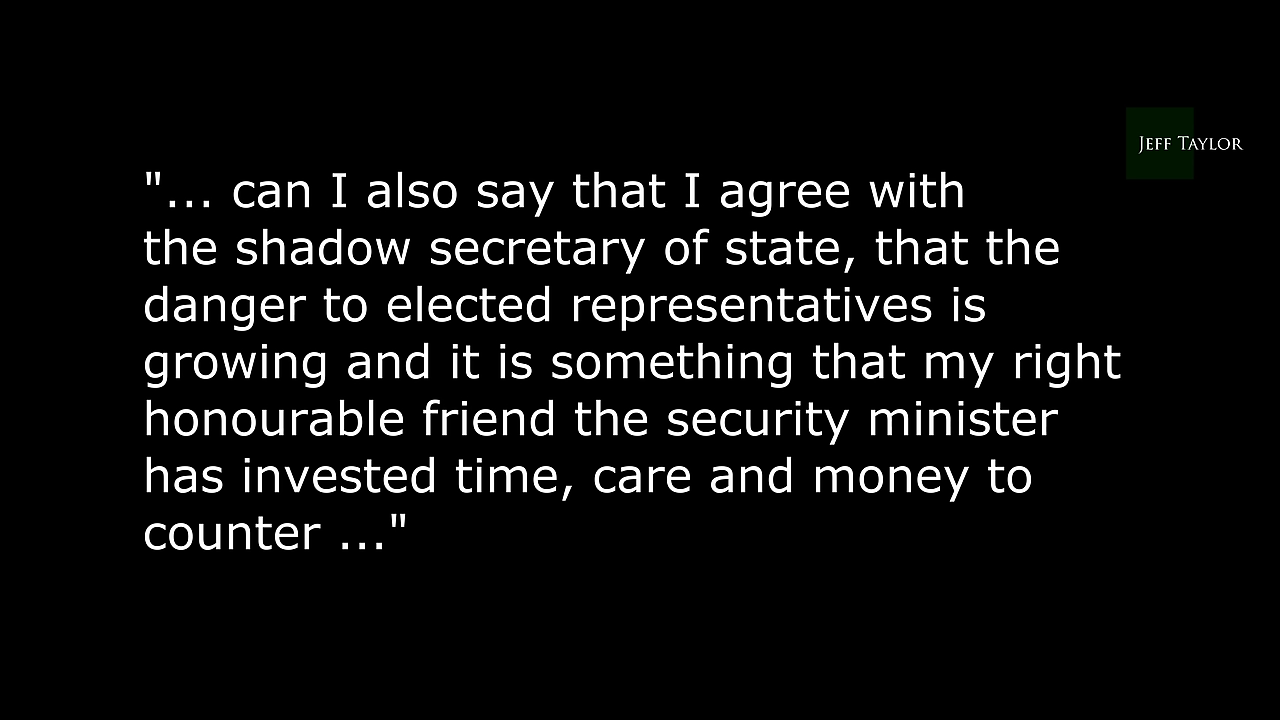 JEFF TAYLOR
"... can I also say that I agree with
the shadow secretary of state, that the
danger to elected representatives is
growing and it is something that my right
honourable friend the security minister
has invested time, care and money to
counter ..."